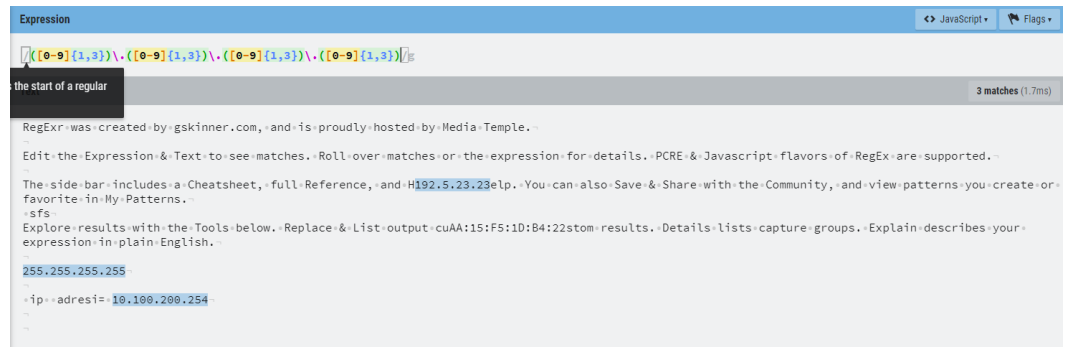 Expression
<> JavaScript ▾
Flags ▾
/([0-9]{1,3})\.([0-9]{1,3})\.([0-9]{1,3})\.([0-9]{1,3})/g
the start of a regular
3 matches (1.7ms)
RegExr was created by gskinner.com, and is proudly hosted by Media Temple.
Edit the Expression & Text to see matches. Roll over matches or the expression for details. PCRE & Javascript flavors of RegEx are supported.
The side bar includes a Cheatsheet, full Reference, and H192.5.23.23elp. You can also Save & Share with the Community, and view patterns you create or
favorite in My Patterns.
sfs
Explore results with the Tools below. Replace & List output cuAA:15:F5:1D:B4:22stom results. Details lists capture groups. Explain describes your
expression in plain English.
255.255.255.255
ip  adresi= 10.100.200.254